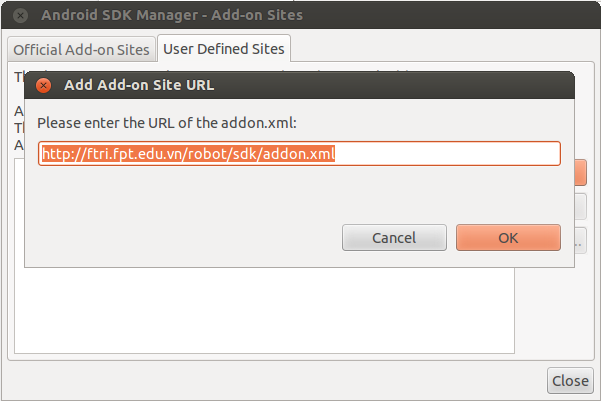 Android SDK Manager - Add-on Sites
Official Add-on Sites
User Defined Sites
Add Add-on Site URL
Please enter the URL of the addon.xml:
http://ftri.fpt.edu.vn/robot/sdk/addon.xml
Cancel
OK
Close